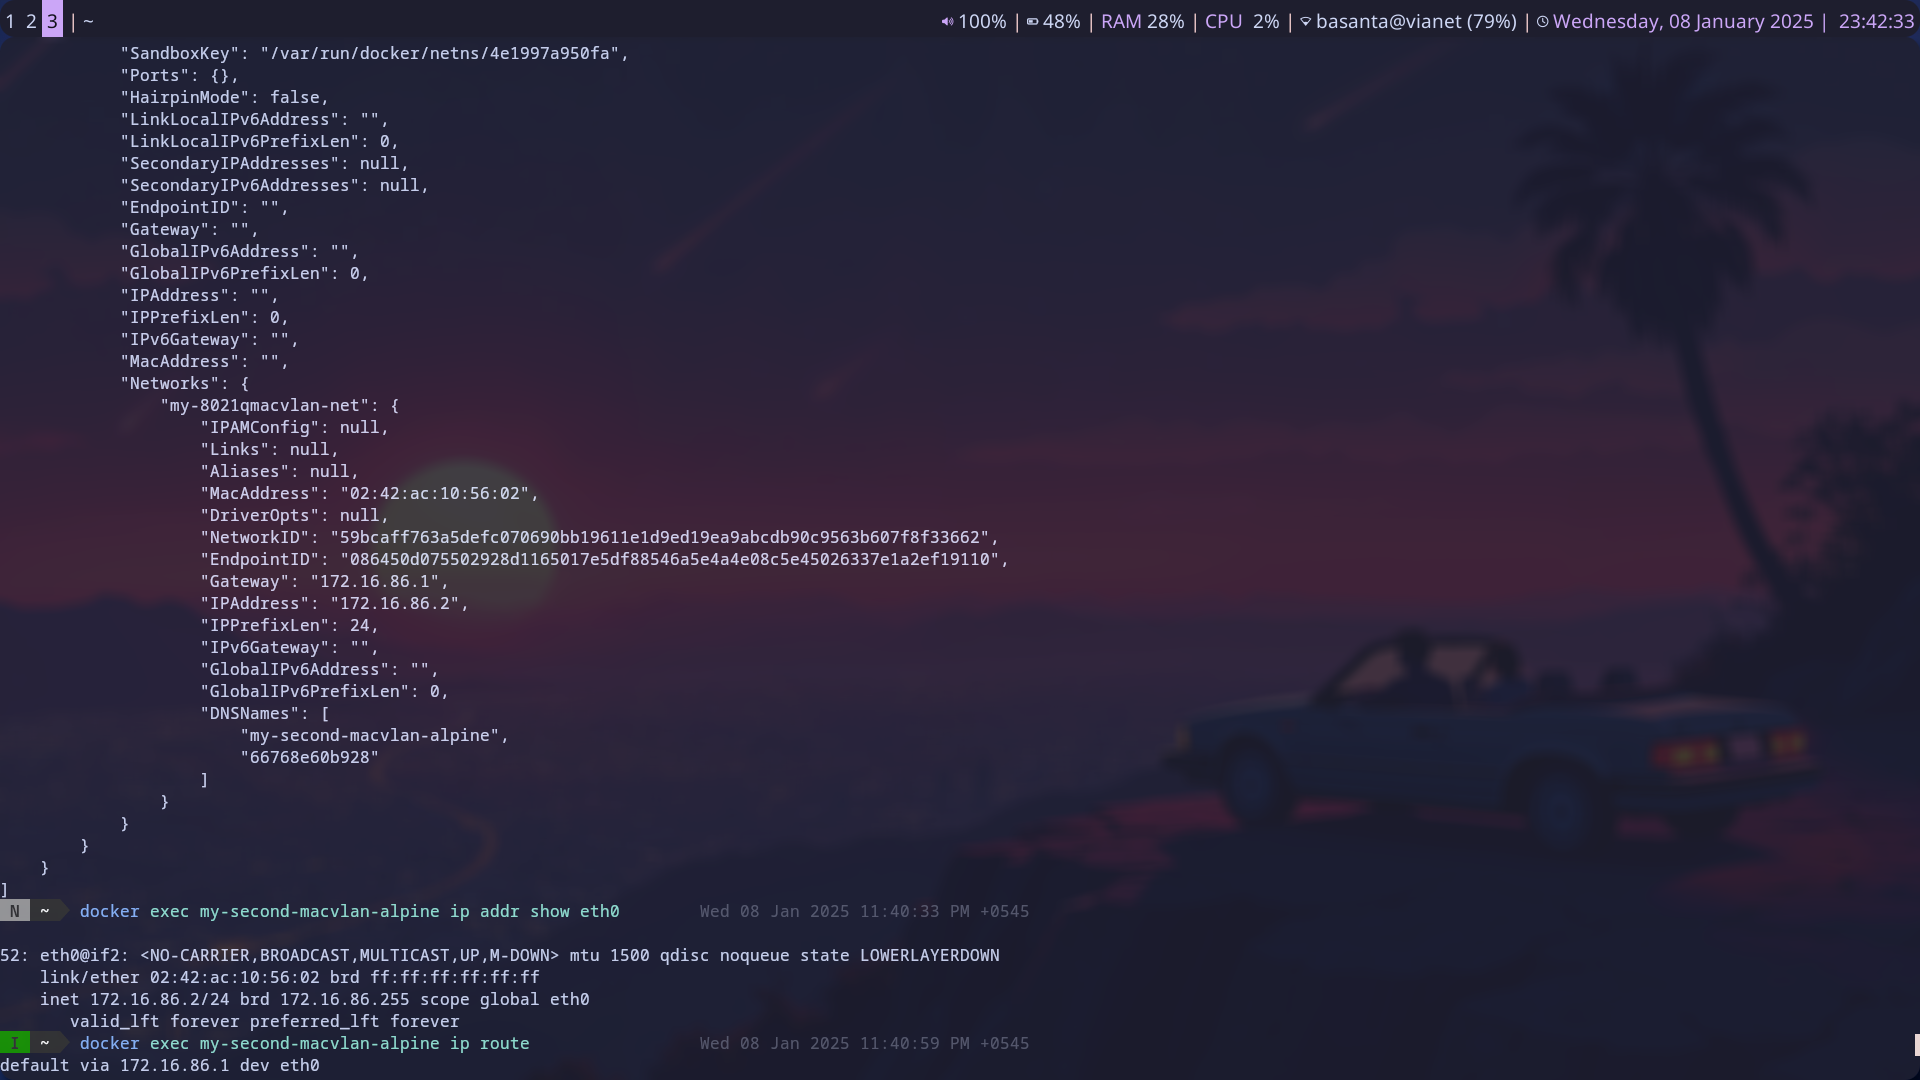 1 2 3 | ~ 100% | 48% | RAM 28% | CPU 2% | basanta@vianet (79%) | Wednesday, 08 January 2025 | 23:42:33
"SandboxKey": "/var/run/docker/netns/4e1997a950fa",
"Ports": {},
"HairpinMode": false,
"LinkLocalIPv6Address": "",
"LinkLocalIPv6PrefixLen": 0,
"SecondaryIPAddresses": null,
"SecondaryIPv6Addresses": null,
"EndpointID": "",
"Gateway": "",
"GlobalIPv6Address": "",
"GlobalIPv6PrefixLen": 0,
"IPAddress": "",
"IPPrefixLen": 0,
"IPv6Gateway": "",
"MacAddress": "",
"Networks": {
"my-8021qmacvlan-net": {
"IPAMConfig": null,
"Links": null,
"Aliases": null,
"MacAddress": "02:42:ac:10:56:02",
"DriverOpts": null,
"NetworkID": "59bcaff763a5defc070690bb19611e1d9ed19ea9abcdb90c9563b607f8f33662",
"EndpointID": "086450d075502928d1165017e5df88546a5e4a4e08c5e45026337e1a2ef19110",
"Gateway": "172.16.86.1",
"IPAddress": "172.16.86.2",
"IPPrefixLen": 24,
"IPv6Gateway": "",
"GlobalIPv6Address": "",
"GlobalIPv6PrefixLen": 0,
"DNSNames": [
"my-second-macvlan-alpine",
"66768e60b928"
]
}
}
}
}
]
N ~ docker exec my-second-macvlan-alpine ip addr show eth0 Wed 08 Jan 2025 11:40:33 PM +0545
52: eth0@if2: <NO-CARRIER,BROADCAST,MULTICAST,UP,M-DOWN> mtu 1500 qdisc noqueue state LOWERLAYERDOWN
link/ether 02:42:ac:10:56:02 brd ff:ff:ff:ff:ff:ff
inet 172.16.86.2/24 brd 172.16.86.255 scope global eth0
valid_lft forever preferred_lft forever
I ~ docker exec my-second-macvlan-alpine ip route Wed 08 Jan 2025 11:40:59 PM +0545
default via 172.16.86.1 dev eth0